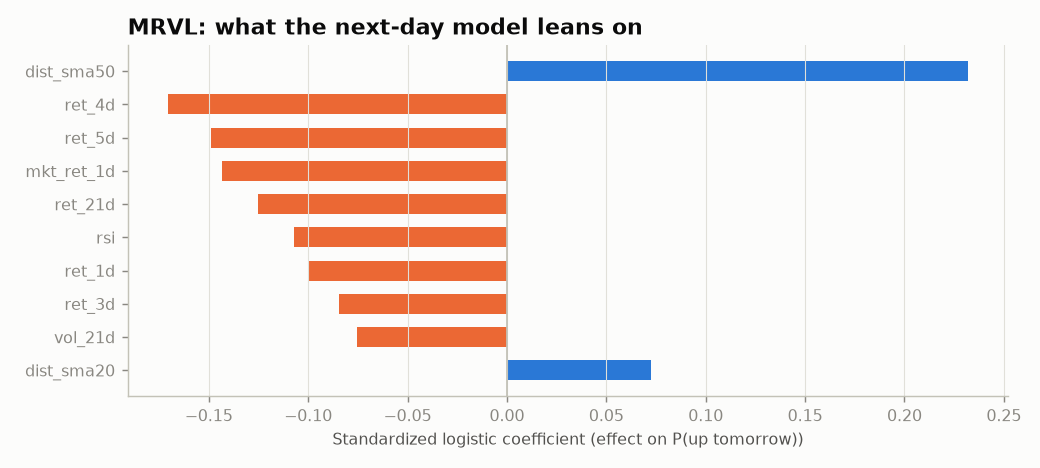 MRVL: what the next-day model leans on
dist_sma50
ret_4d
ret_5d
mkt_ret_1d
ret_21d
rsi
ret_1d
ret_3d
vol_21d
dist_sma20
−0.15 −0.10 −0.05 0.00 0.05 0.10 0.15 0.20 0.25
Standardized logistic coefficient (effect on P(up tomorrow))